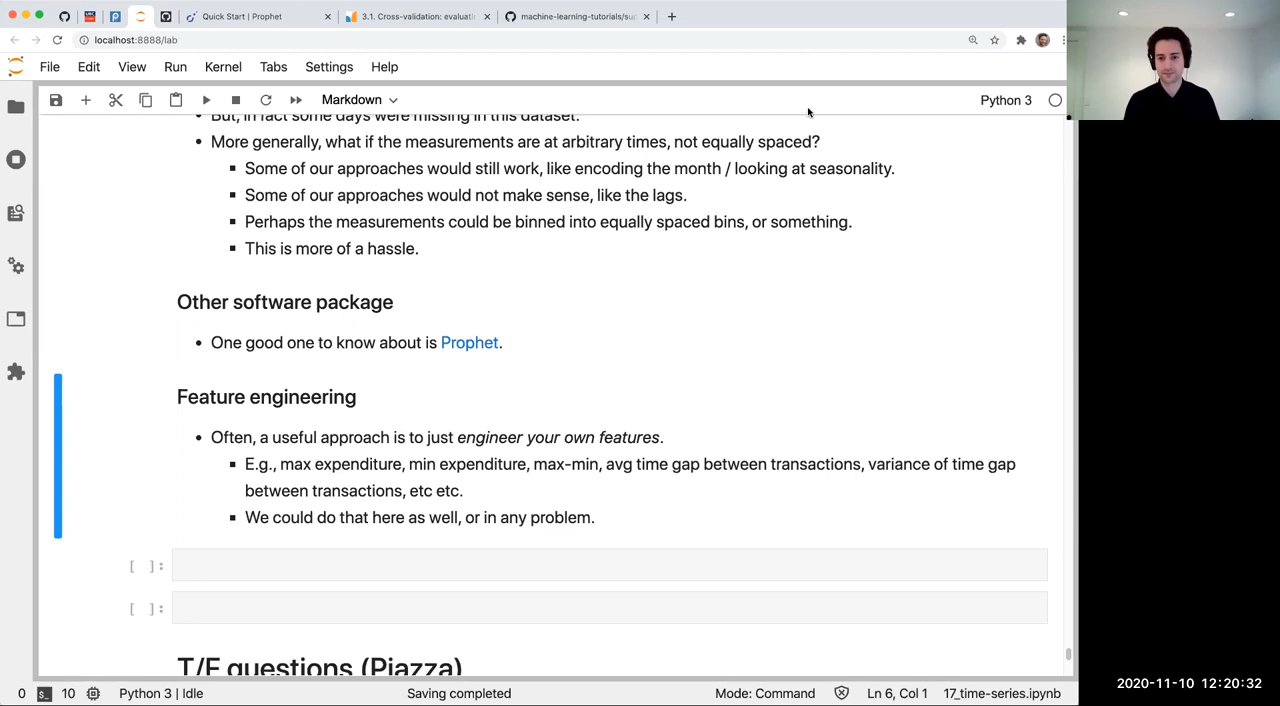 Quick Start | Prophet
3.1. Cross-validation: evaluati
machine-learning-tutorials/sup
localhost:8888/lab
File Edit View Run Kernel Tabs Settings Help
Markdown
Python 3
But, in fact some days were missing in this dataset.
More generally, what if the measurements are at arbitrary times, not equally spaced?
Some of our approaches would still work, like encoding the month / looking at seasonality.
Some of our approaches would not make sense, like the lags.
Perhaps the measurements could be binned into equally spaced bins, or something.
This is more of a hassle.
Other software package
One good one to know about is Prophet.
Feature engineering
Often, a useful approach is to just engineer your own features.
E.g., max expenditure, min expenditure, max-min, avg time gap between transactions, variance of time gap
between transactions, etc etc.
We could do that here as well, or in any problem.
[ ]:
[ ]:
T/F questions (Piazza)
0 10 Python 3 | Idle Saving completed Mode: Command Ln 6, Col 1 17_time-series.ipynb
2020-11-10 12:20:32